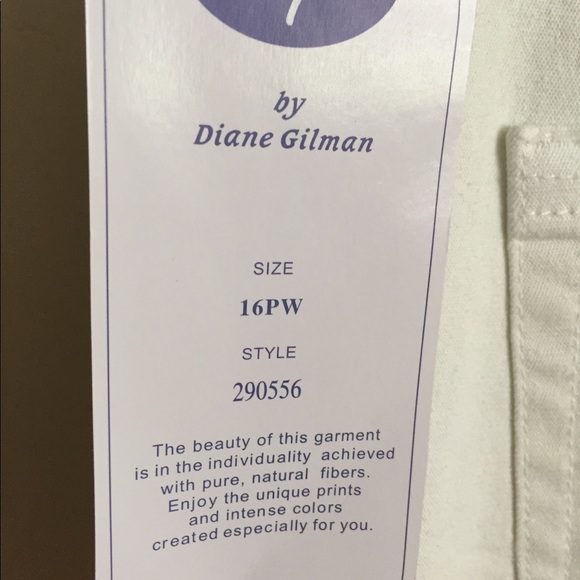 by
Diane Gilman
SIZE
16PW
STYLE
290556
The beauty of this garment
is in the individuality achieved
with pure, natural fibers.
Enjoy the unique prints
and intense colors
created especially for you.